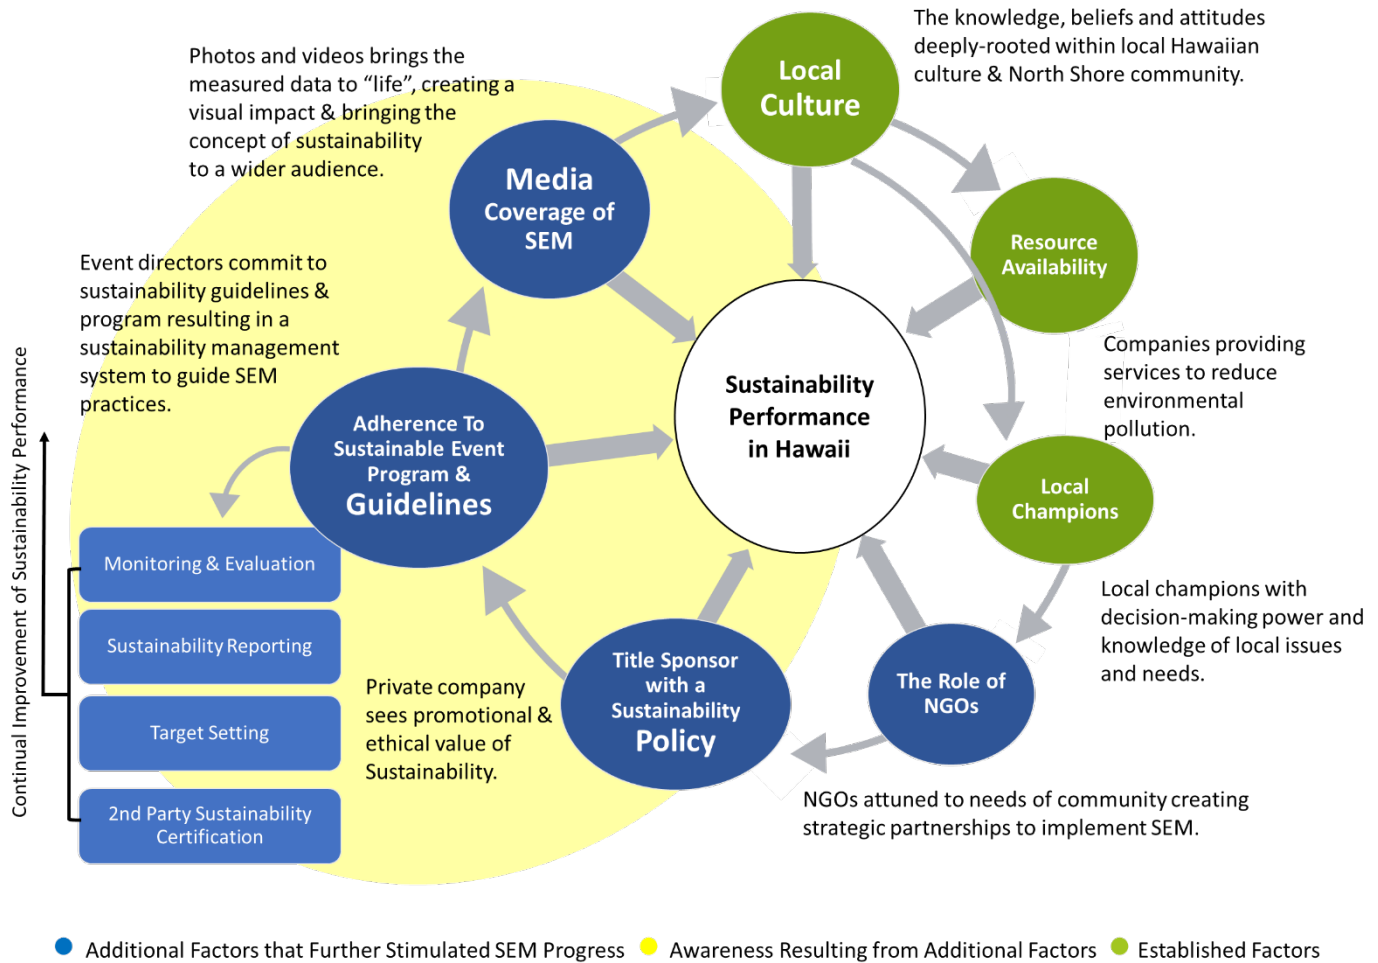 Photos and videos brings the
measured data to “life”, creating a
visual impact & bringing the
concept of sustainability
to a wider audience.
Local
Culture
The knowledge, beliefs and attitudes
deeply-rooted within local Hawaiian
culture & North Shore community.
Media
Coverage of
SEM
Resource
Availability
Event directors commit to
sustainability guidelines &
program resulting in a
sustainability management
system to guide SEM
practices.
Companies providing
services to reduce
environmental
pollution.
Sustainability
Performance
in Hawaii
Adherence To
Sustainable Event
Program &
Guidelines
Local
Champions
Continual Improvement of Sustainability Performance
Monitoring & Evaluation
Sustainability Reporting
Target Setting
2nd Party Sustainability
Certification
Local champions with
decision-making power and
knowledge of local issues
and needs.
Title Sponsor
with a
Sustainability
Policy
The Role of
NGOs
Private company
sees promotional &
ethical value of
Sustainability.
NGOs attuned to needs of community creating
strategic partnerships to implement SEM.
Additional Factors that Further Stimulated SEM Progress
Awareness Resulting from Additional Factors
Established Factors